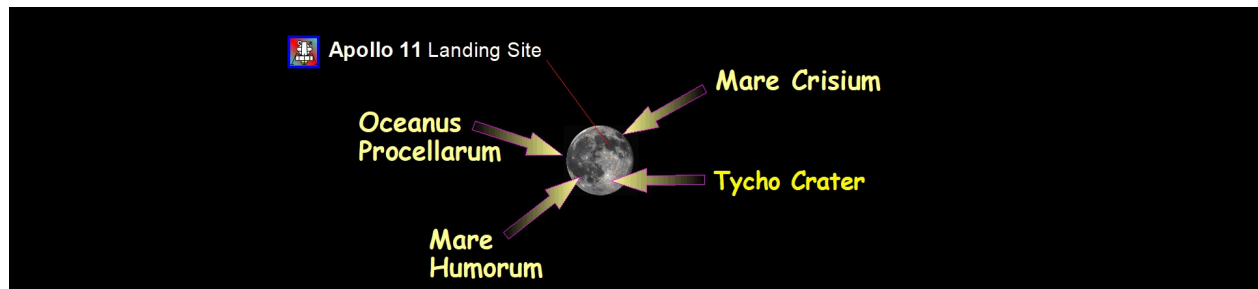 Apollo 11 Landing Site
Mare Crisium
Oceanus
Procellarum
Tycho Crater
Mare
Humorum